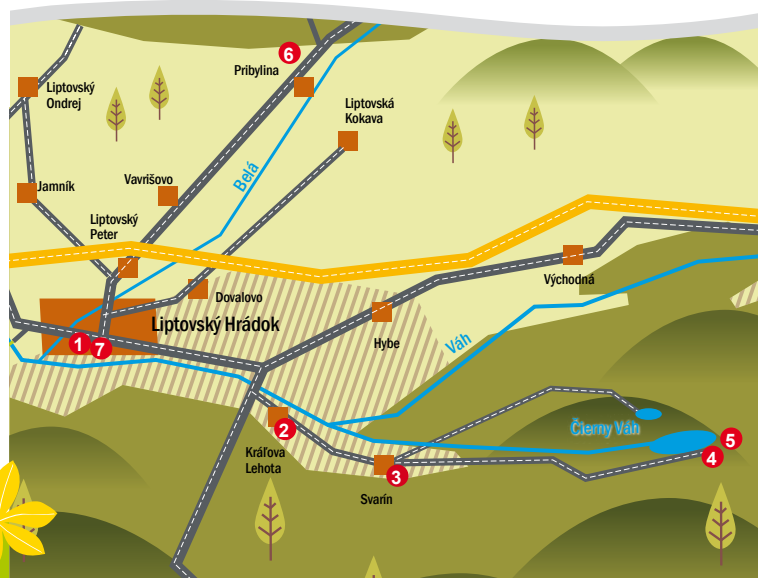 6
Pribylina
Liptovský
Ondrej
Liptovská
Kokava
Belá
Jamník
Vavrišovo
Liptovský
Peter
Východná
Dovalovo
Liptovský Hrádok
1
7
Hybe
Váh
2
Čierny Váh
5
4
Kráľova
Lehota
3
Svarín